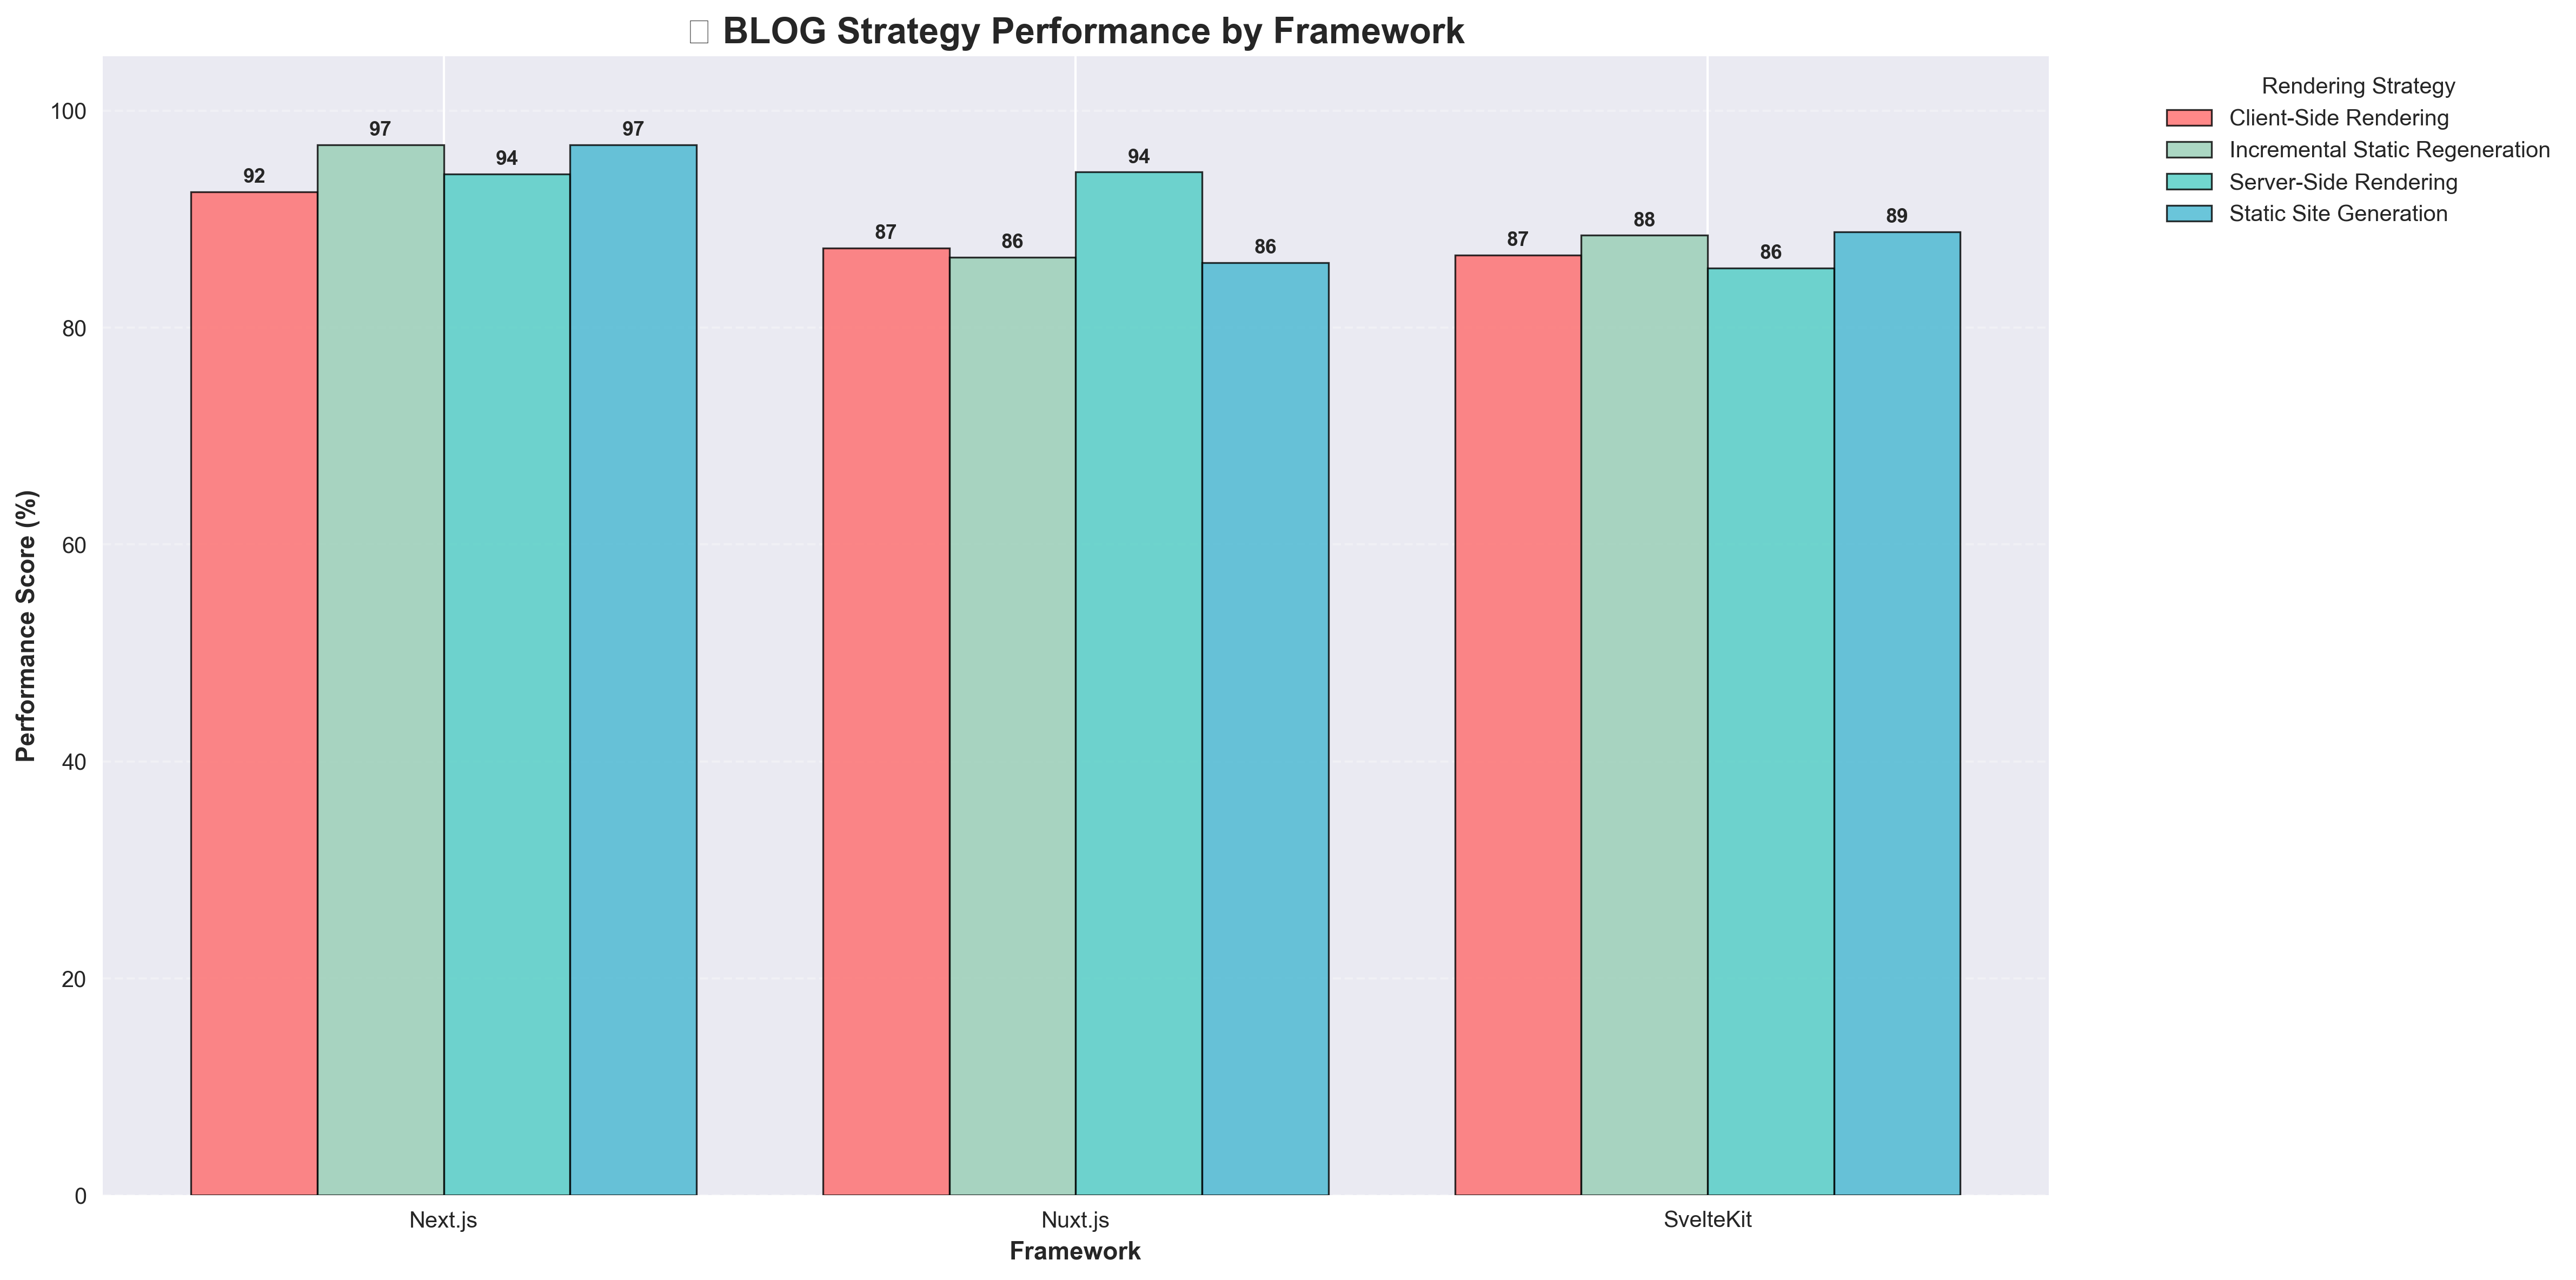 BLOG Strategy Performance by Framework
Rendering Strategy
Client-Side Rendering
Incremental Static Regeneration
Server-Side Rendering
Static Site Generation
Performance Score (%)
100
80
60
40
20
0
92
97
94
97
87
86
94
86
87
88
86
89
Next.js
Nuxt.js
SvelteKit
Framework